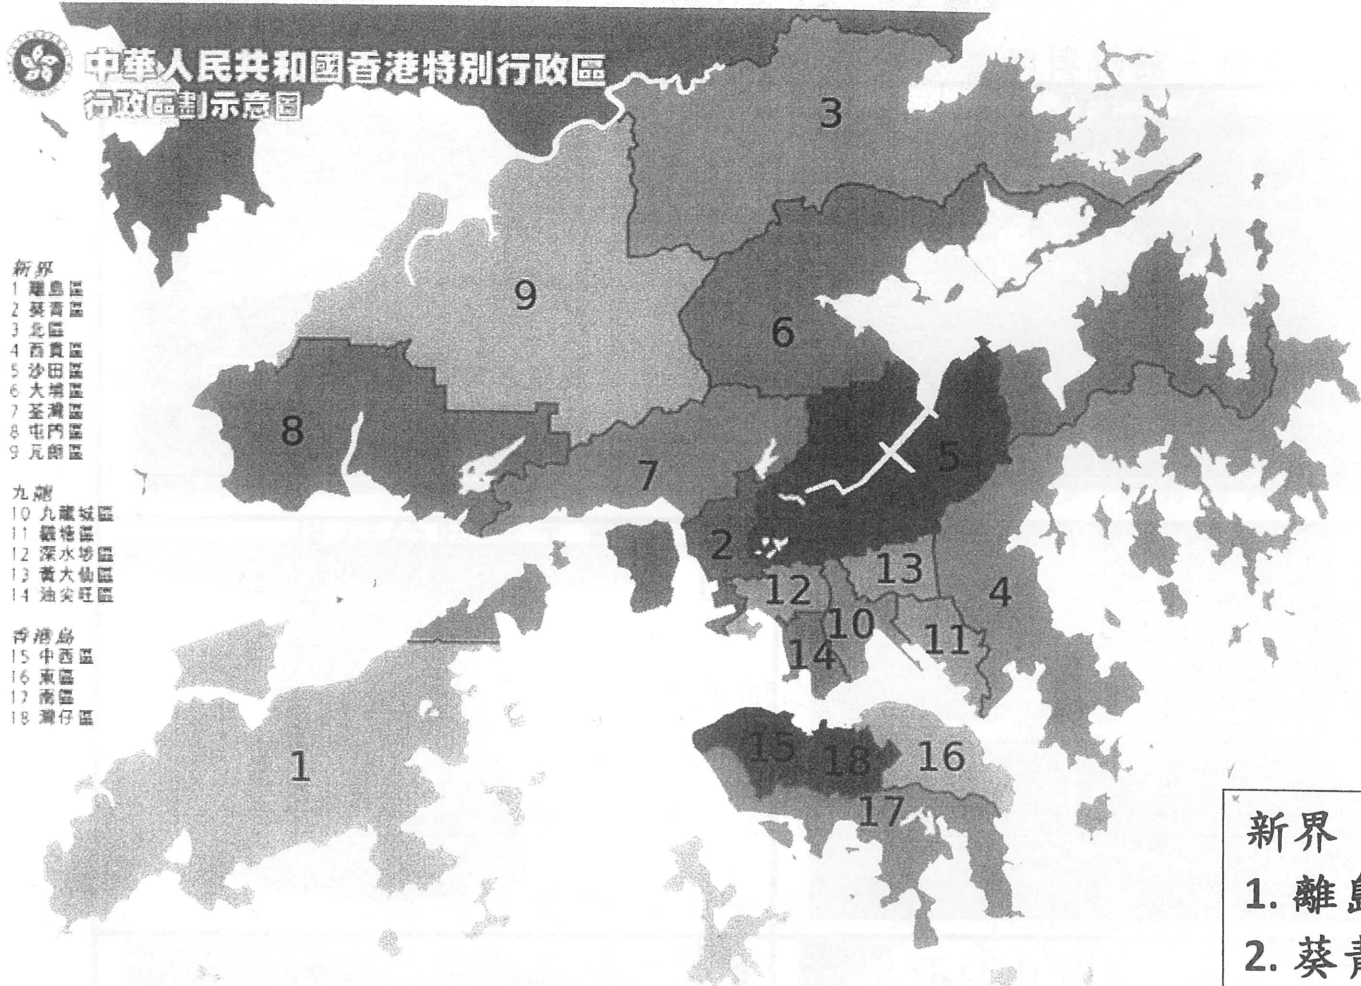 中華人民共和國香港特別行政區
行政區劃示意圖
新界
1 離島區
2 葵青區
3 北區
4 西貢區
5 沙田區
6 大埔區
7 荃灣區
8 屯門區
9 元朗區
九龍
10 九龍城區
11 觀塘區
12 深水埗區
13 黃大仙區
14 油尖旺區
香港島
15 中西區
16 東區
17 南區
18 灣仔區
3
9
6
8
7
5
2
13
12
4
10
11
14
1
15
18
16
17
新界
1. 離島
2. 葵青